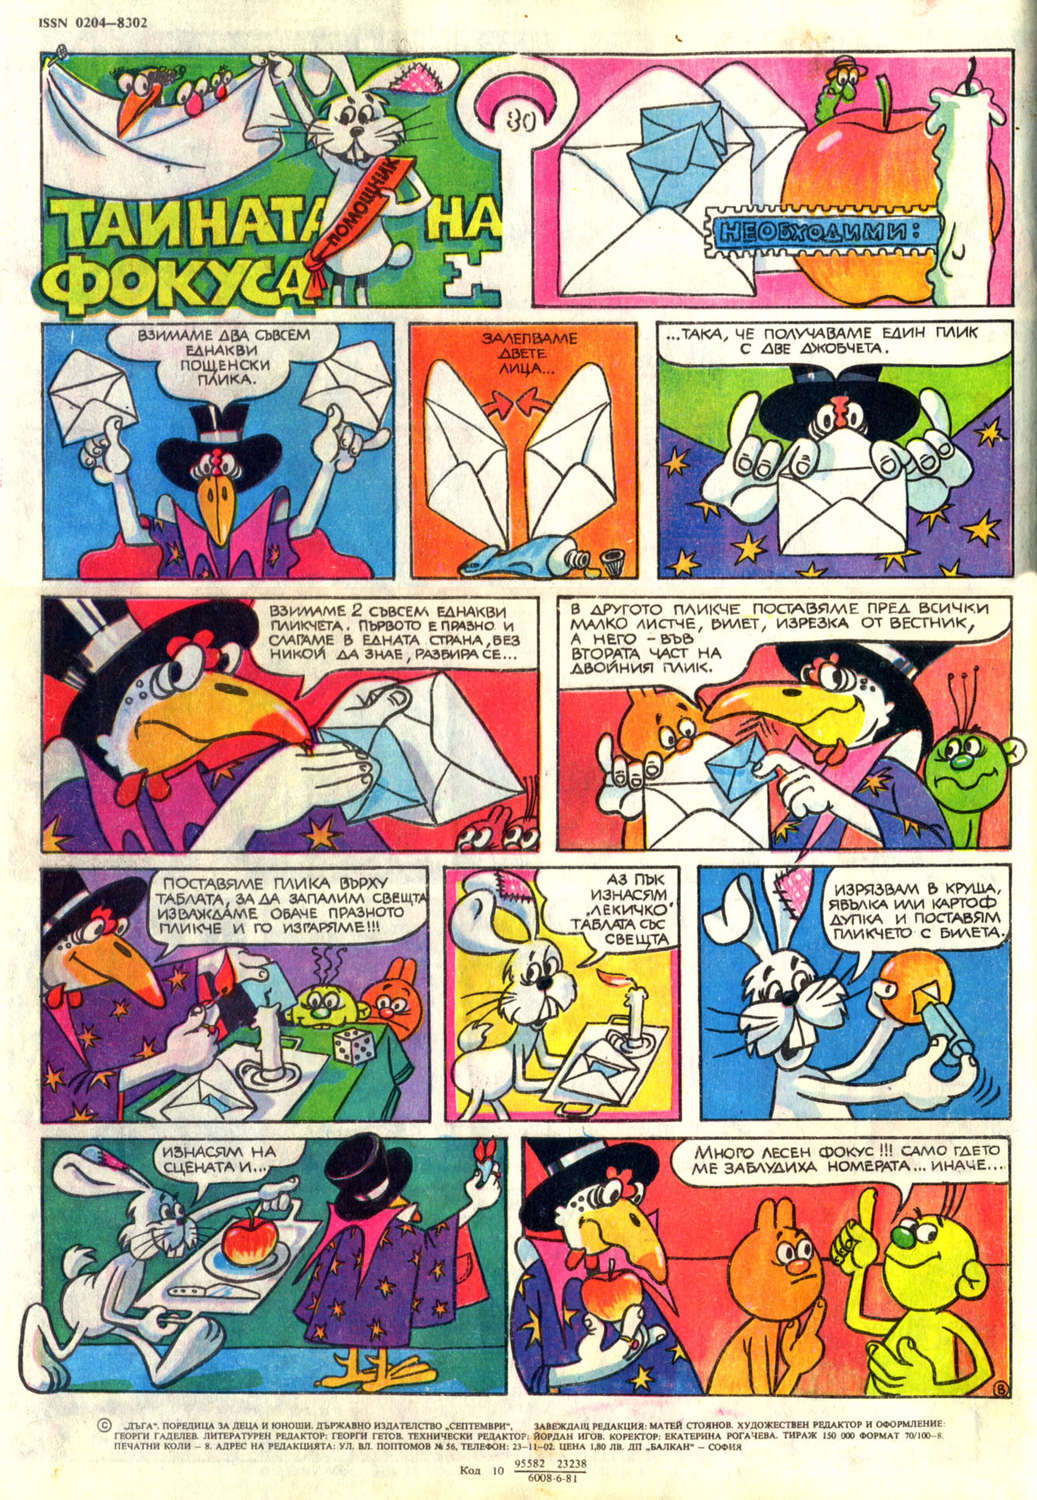 ISSN 0204—8302
ПОМОЩНИК
80
ТАЙНАТА НА
ФОКУСА
НЕОБХОДИМИ:
ВЗИМАМЕ ДВА СЪВСЕМ
ЕДНАКВИ
ПОЩЕНСКИ
ПЛИКА.
ЗАЛЕПВАМЕ
ДВЕТЕ
ЛИЦА...
...ТАКА, ЧЕ ПОЛУЧАВАМЕ ЕДИН ПЛИК
С ДВЕ ДЖОБЧЕТА.
ВЗИМАМЕ 2 СЪВСЕМ ЕДНАКВИ
ПЛИКЧЕТА. ПЪРВОТО Е ПРАЗНО И
СЛАГАМЕ В ЕДНАТА СТРАНА, БЕЗ
НИКОЙ ДА ЗНАЕ, РАЗБИРА СЕ...
В ДРУГОТО ПЛИКЧЕ ПОСТАВЯМЕ ПРЕД ВСИЧКИ
МАЛКО ЛИСТЧЕ, БИЛЕТ, ИЗРЕЗКА ОТ ВЕСТНИК,
А НЕГО – ВЪВ
ВТОРАТА ЧАСТ НА
ДВОЙНИЯ ПЛИК.
ПОСТАВЯМЕ ПЛИКА ВЪРХУ
ТАБЛАТА, ЗА ДА ЗАПАЛИМ СВЕЩТА
ИЗВАЖДАМЕ ОБАЧЕ ПРАЗНОТО
ПЛИКЧЕ И ГО ИЗГАРЯМЕ!!!
АЗ ПЪК
ИЗНАСЯМ
„ЛЕКИЧКО"
ТАБЛАТА СЪС
СВЕЩТА
ИЗРЯЗВАМ В КРУША,
ЯБЪЛКА ИЛИ КАРТОФ
ДУПКА И ПОСТАВЯМ
ПЛИКЧЕТО С БИЛЕТА.
ИЗНАСЯМ НА
СЦЕНАТА И...
МНОГО ЛЕСЕН ФОКУС!!! САМО ГДЕТО
МЕ ЗАБЛУДИХА НОМЕРАТА... ИНАЧЕ....
8
© „ДЪГА". ПОРЕДИЦА ЗА ДЕЦА И ЮНОШИ. ДЪРЖАВНО ИЗДАТЕЛСТВО „СЕПТЕМВРИ", ЗАВЕЖДАЩ РЕДАКЦИЯ: МАТЕЙ СТОЯНОВ. ХУДОЖЕСТВЕН РЕДАКТОР И ОФОРМЛЕНИЕ:
ГЕОРГИ ГАДЕЛЕВ. ЛИТЕРАТУРЕН РЕДАКТОР: ГЕОРГИ ГЕТОВ. ТЕХНИЧЕСКИ РЕДАКТОР: ЙОРДАН ИГОВ. КОРЕКТОР: ЕКАТЕРИНА РОГАЧЕВА. ТИРАЖ 150 000 ФОРМАТ 70/100–8.
ПЕЧАТНИ КОЛИ – 8. АДРЕС НА РЕДАКЦИЯТА: УЛ. ВЛ. ПОПТОМОВ № 56, ТЕЛЕФОН: 23—11—02. ЦЕНА 1,80 ЛВ. ДП „БАЛКАН" – СОФИЯ
Код 10 95582 23238
6008-6-81